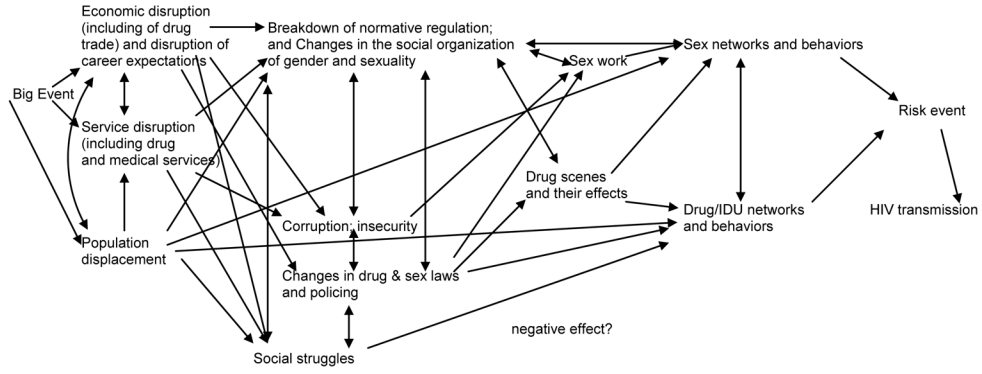 Economic disruption
(including of drug
trade) and disruption of
career expectations
Breakdown of normative regulation;
and Changes in the social organization
of gender and sexuality
Sex work
Sex networks and behaviors
Big Event
Risk event
Service disruption
(including drug
and medical services)
Drug scenes
and their effects
Drug/IDU networks
and behaviors
HIV transmission
Corruption; insecurity
Population
displacement
Changes in drug & sex laws
and policing
negative effect?
Social struggles